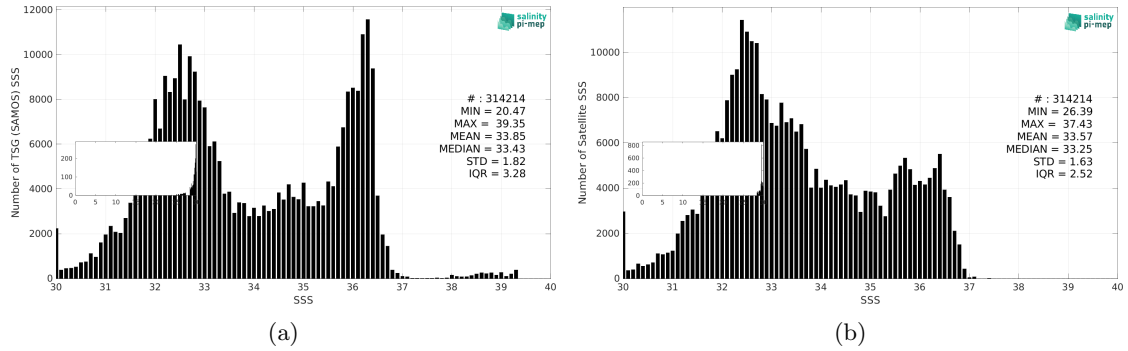 12000
10000
8000
6000
4000
2000
0
Number of TSG (SAMOS) SSS
30 31 32 33 34 35 36 37 38 39 40
SSS
salinity
pi-mep
# : 314214
MIN = 20.47
MAX = 39.35
MEAN = 33.85
MEDIAN = 33.43
STD = 1.82
IQR = 3.28
200
100
0
0 5 10
(a)
10000
8000
6000
4000
2000
0
Number of Satellite SSS
30 31 32 33 34 35 36 37 38 39 40
SSS
salinity
pi-mep
# : 314214
MIN = 26.39
MAX = 37.43
MEAN = 33.57
MEDIAN = 33.25
STD = 1.63
IQR = 2.52
800
600
400
200
0
0 5 10
(b)